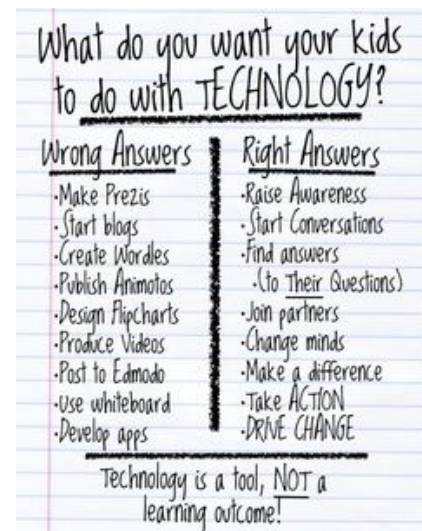 What do you want your kids
to do with TECHNOLOGY?
Wrong Answers
·Make Prezis
·Start blogs
·Create Wordles
·Publish Animotos
·Design Flipcharts
·Produce Videos
·Post to Edmodo
·Use whiteboard
·Develop apps
Right Answers
·Raise Awareness
·Start Conversations
·Find answers
·(to Their Questions)
·Join partners
·Change minds
·Make a difference
·Take ACTION
·DRIVE CHANGE
Technology is a tool, NOT a
learning outcome!